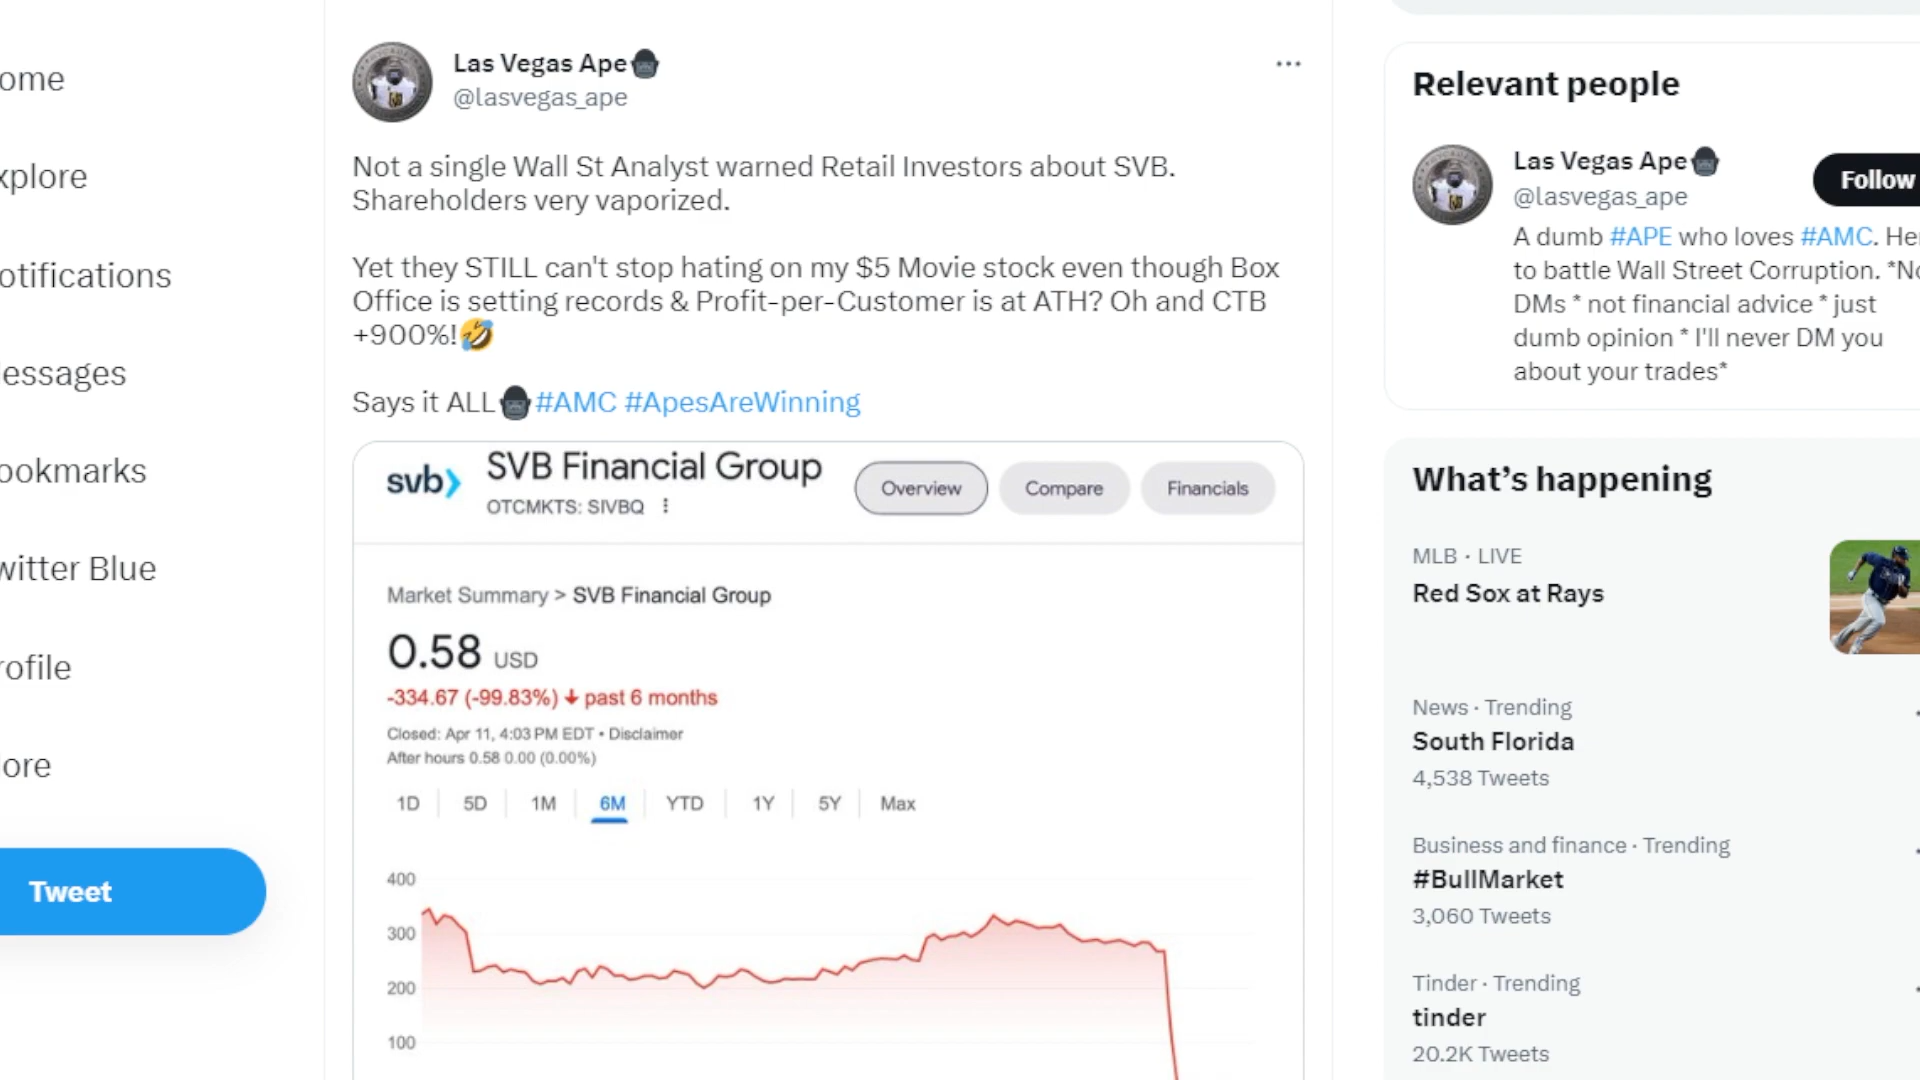 ome
xplore
otifications
essages
ookmarks
witter Blue
rofile
ore
Tweet
Las Vegas Ape
@lasvegas_ape
Not a single Wall St Analyst warned Retail Investors about SVB.
Shareholders very vaporized.
Yet they STILL can't stop hating on my $5 Movie stock even though Box
Office is setting records & Profit-per-Customer is at ATH? Oh and CTB
+900%!🤣
Says it ALL🦍#AMC #ApesAreWinning
svb
SVB Financial Group
OTCMKTS: SIVBQ
Overview
Compare
Financials
Market Summary > SVB Financial Group
0.58 USD
-334.67 (-99.83%) ↓ past 6 months
Closed: Apr 11, 4:03 PM EDT • Disclaimer
After hours 0.58 0.00 (0.00%)
1D 5D 1M 6M YTD 1Y 5Y Max
400
300
200
100
Relevant people
Las Vegas Ape
@lasvegas_ape
Follow
A dumb #APE who loves #AMC. Her
to battle Wall Street Corruption. *No
DMs * not financial advice * just
dumb opinion * I'll never DM you
about your trades*
What’s happening
MLB · LIVE
Red Sox at Rays
News · Trending
South Florida
4,538 Tweets
Business and finance · Trending
#BullMarket
3,060 Tweets
Tinder · Trending
tinder
20.2K Tweets